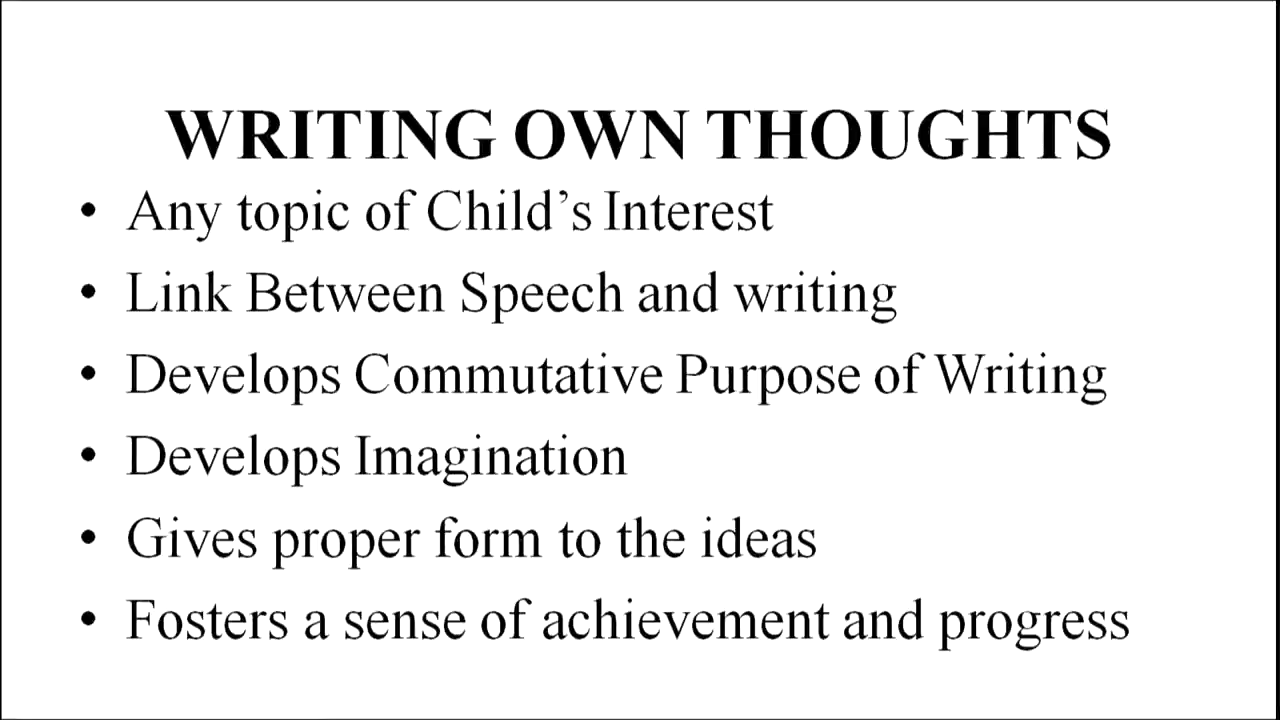 WRITING OWN THOUGHTS
• Any topic of Child’s Interest
• Link Between Speech and writing
• Develops Commutative Purpose of Writing
• Develops Imagination
• Gives proper form to the ideas
• Fosters a sense of achievement and progress